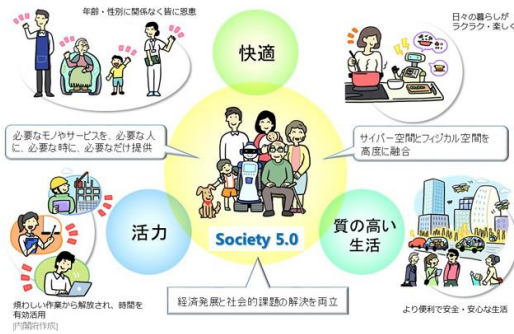 年齢・性別に関係なく皆に恩恵
快適
日々の暮らしが
ラクラク・楽しく
必要なモノやサービスを、必要な人
に、必要な時に、必要なだけ提供
サイバー空間とフィジカル空間を
高度に融合
活力
Society 5.0
質の高い
生活
経済発展と社会的課題の解決を両立
煩わしい作業から解放され、時間を
有効活用
[内閣府作成]
より便利で安全・安心な生活